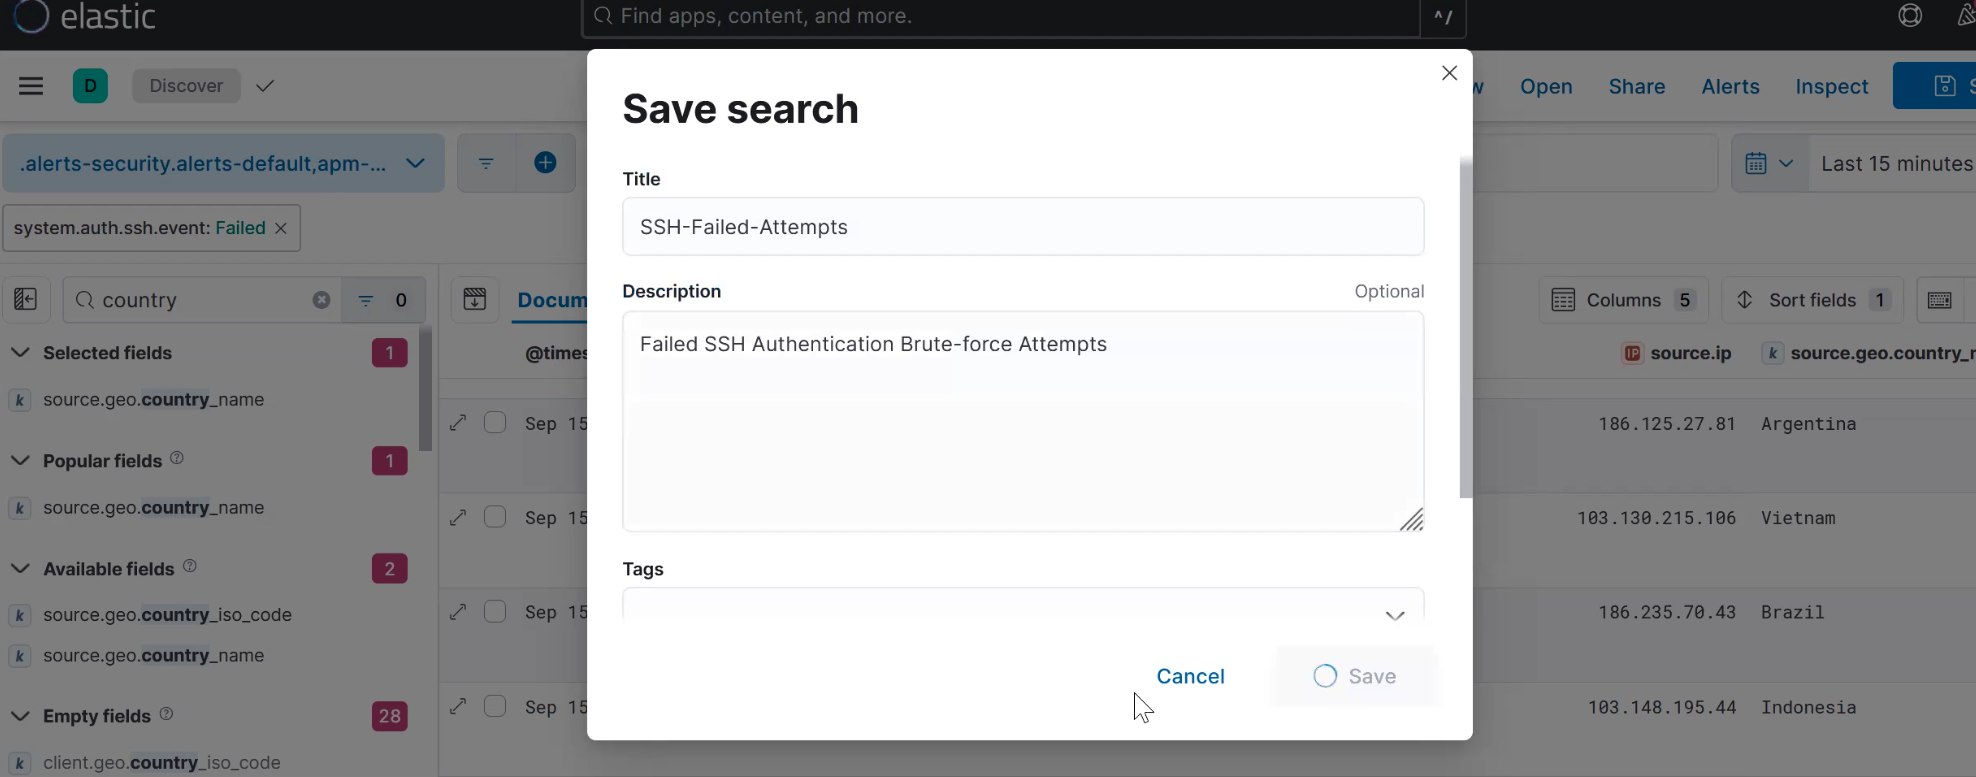 elastic
Find apps, content, and more.
^/
D
Discover
Open
Share
Alerts
Inspect
.alerts-security.alerts-default,apm-...
Last 15 minutes
system.auth.ssh.event: Failed
country
0
Columns 5
Sort fields 1
Selected fields
1
source.ip
k
source.geo.country_name
186.125.27.81
Argentina
Popular fields
1
k
source.geo.country_name
103.130.215.106
Vietnam
Available fields
2
k
source.geo.country_iso_code
186.235.70.43
Brazil
k
source.geo.country_name
Empty fields
28
103.148.195.44
Indonesia
k
client.geo.country_iso_code
Sep 15
Sep 15
Sep 15
Sep 15
Save search
Title
SSH-Failed-Attempts
Description
Optional
Failed SSH Authentication Brute-force Attempts
Tags
Cancel
Save